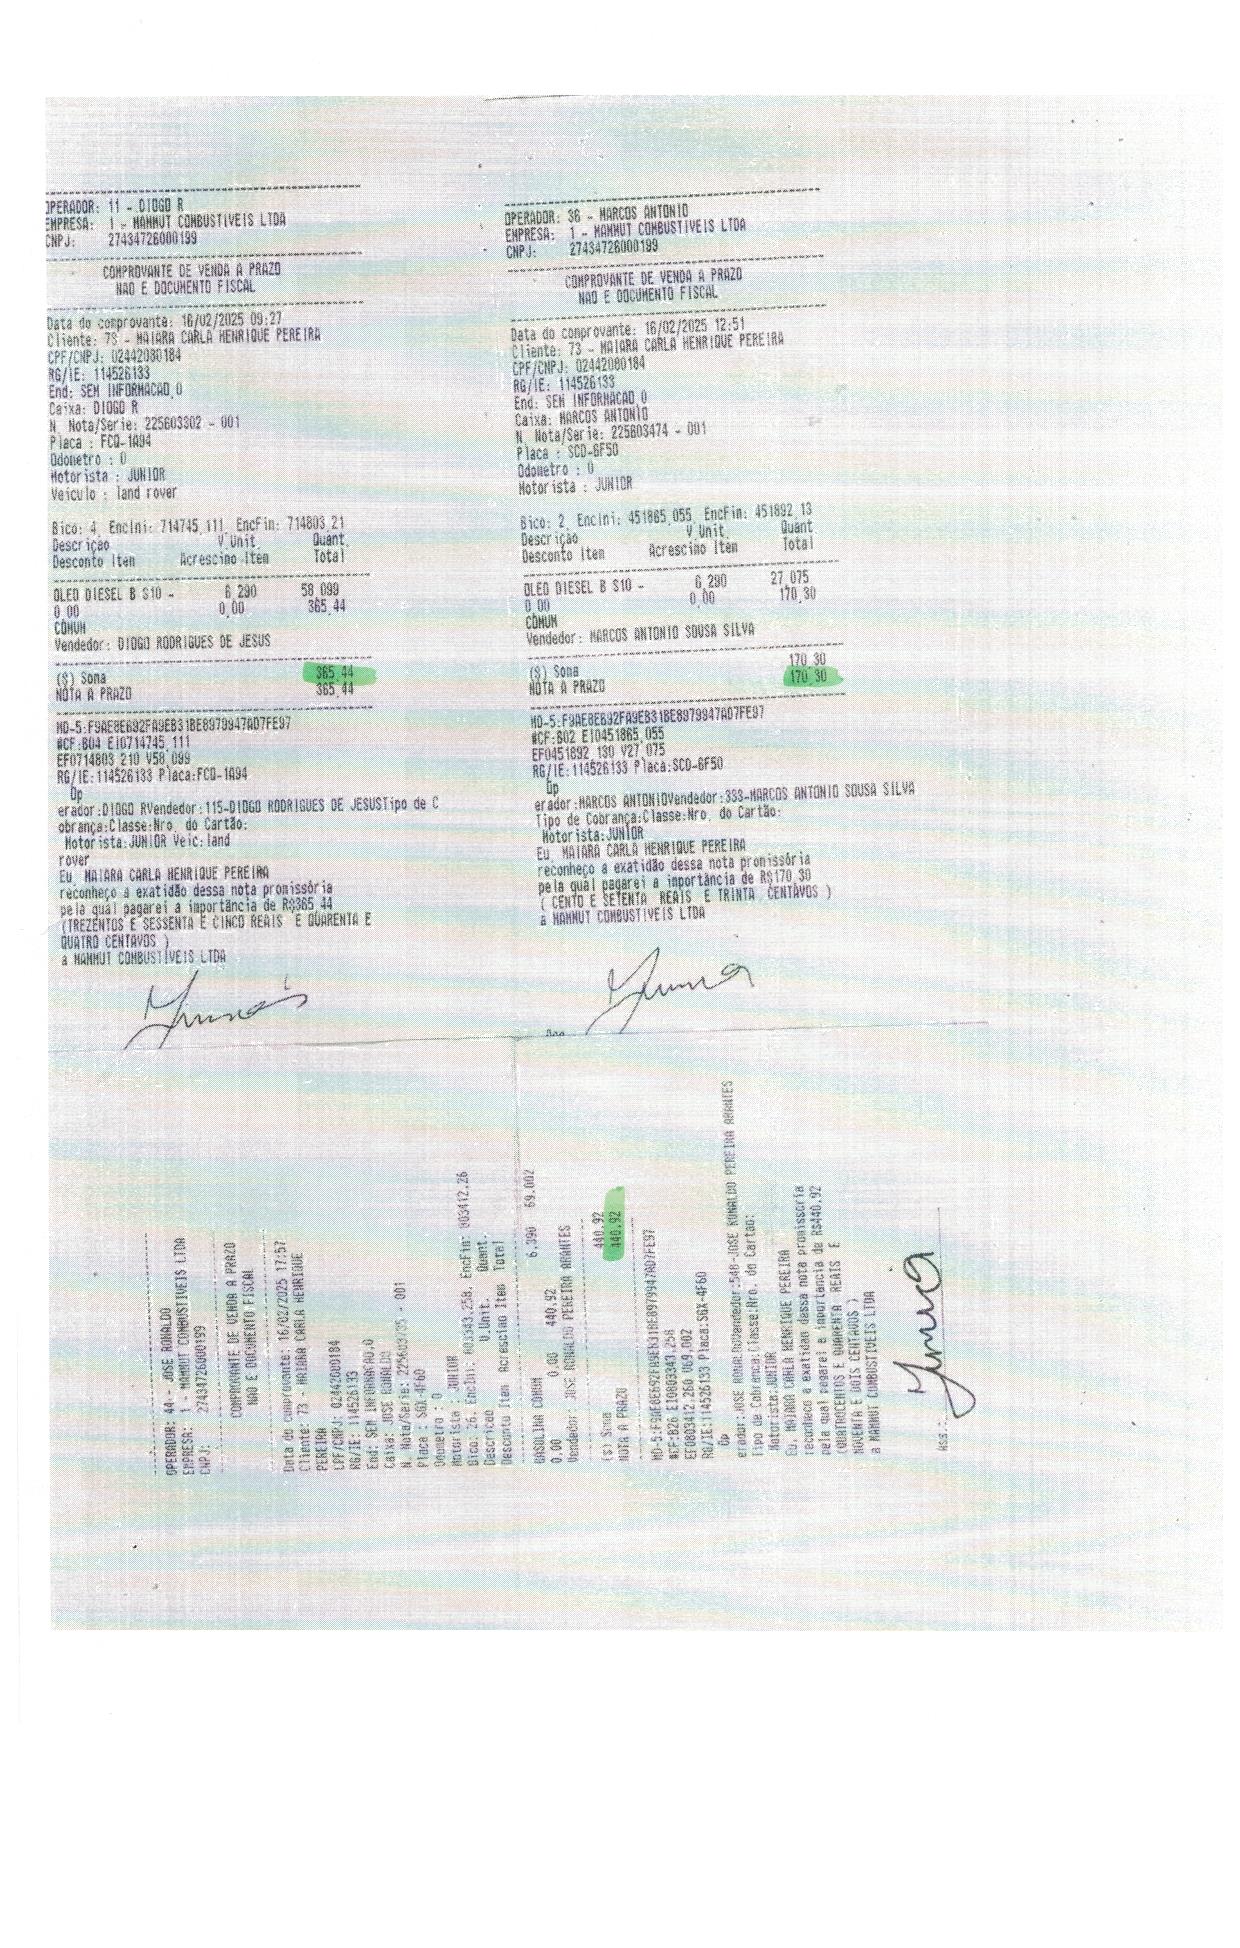 OPERADOR: 11 - DIOGO R
EMPRESA: 1 - MAMMUT COMBUSTIVEIS LTDA
CNPJ: 27434726000199
COMPROVANTE DE VENDA A PRAZO
NAO E DOCUMENTO FISCAL
Data do comprovante: 16/02/2025 09:27
Cliente: 73 - MAIARA CARLA HENRIQUE PEREIRA
CPF/CNPJ: 02442080184
RG/IE: 114526133
End: SEM INFORMACAO,0
Caixa: DIOGO R
N. Nota/Serie: 225603302 - 001
Placa : FCQ-1A94
Odometro : 0
Motorista : JUNIOR
Veiculo : land rover
Bico: 4, EncIni: 714745,111, EncFin: 714803,21
Descrição V.Unit. Quant.
Desconto Item Acrescimo Item Total
OLEO DIESEL B S10 - 6,290 58,099
0,00 0,00 365,44
COMUM
Vendedor: DIOGO RODRIGUES DE JESUS
($) Soma 365,44
NOTA A PRAZO 365,44
MD-5:F9AE8E692FA9EB31BE8979947AD7FE97
#CF:B04 EI0714745,111
EF0714803,210 V58,099
RG/IE:114526133 Placa:FCQ-1A94
Op
erador:DIOGO RVendedor:115-DIOGO RODRIGUES DE JESUSTipo de C
obrança:Classe:Nro. do Cartão:
Motorista:JUNIOR Veic:land
rover
Eu, MAIARA CARLA HENRIQUE PEREIRA
reconheço a exatidão dessa nota promissória
pela qual pagarei a importância de R$365,44
(TREZENTOS E SESSENTA E CINCO REAIS E QUARENTA E
QUATRO CENTAVOS )
a MAMMUT COMBUSTIVEIS LTDA
OPERADOR: 36 - MARCOS ANTONIO
EMPRESA: 1 - MAMMUT COMBUSTIVEIS LTDA
CNPJ: 27434726000199
COMPROVANTE DE VENDA A PRAZO
NAO E DOCUMENTO FISCAL
Data do comprovante: 16/02/2025 12:51
Cliente: 73 - MAIARA CARLA HENRIQUE PEREIRA
CPF/CNPJ: 02442080184
RG/IE: 114526133
End: SEM INFORMACAO,0
Caixa: MARCOS ANTONIO
N. Nota/Serie: 225603474 - 001
Placa : SCD-6F50
Odometro : 0
Motorista : JUNIOR
Bico: 2, EncIni: 451865,055, EncFin: 451892,13
Descrição V.Unit. Quant
Desconto Item Acrescimo Item Total
OLEO DIESEL B S10 - 6,290 27,075
0,00 0,00 170,30
COMUM
Vendedor: MARCOS ANTONIO SOUSA SILVA
($) Soma 170,30
NOTA A PRAZO 170,30
MD-5:F9AE8E692FA9EB31BE8979947AD7FE97
#CF:B02 EI0451865,055
EF0451892,130 V27,075
RG/IE:114526133 Placa:SCD-6F50
Op
erador:MARCOS ANTONIOVendedor:333-MARCOS ANTONIO SOUSA SILVA
Tipo de Cobrança:Classe:Nro. do Cartão:
Motorista:JUNIOR
Eu, MAIARA CARLA HENRIQUE PEREIRA
reconheço a exatidão dessa nota promissória
pela qual pagarei a importância de R$170,30
( CENTO E SETENTA REAIS E TRINTA CENTAVOS )
a MAMMUT COMBUSTIVEIS LTDA
OPERADOR: 44 - JOSE RONALDO
EMPRESA: 1 - MAMMUT COMBUSTIVEIS LTDA
CNPJ: 27434726000199
COMPROVANTE DE VENDA A PRAZO
NAO E DOCUMENTO FISCAL
Data do comprovante: 16/02/2025 17:57
Cliente: 73 - MAIARA CARLA HENRIQUE
PEREIRA
CPF/CNPJ: 02442080184
RG/IE: 114526133
End: SEM INFORMACAO,0
Caixa: JOSE RONALDO
N. Nota/Serie: - 001
Placa : SGX-4F60
Odometro : 0
Motorista : JUNIOR
Bico: 26, EncIni: 803343,258, EncFin: 803412,26
Descricao V.Unit. Quant.
Desconto Item Acrescimo Item Total
GASOLINA COMUM 6,390 69,002
0,00 0,00 440,92
Vendedor: JOSE RONALDO PEREIRA ARANTES
($) Soma 440,92
NOTA A PRAZO 440,92
MD-5:F9AE8E692FA9EB31BE8979947AD7FE97
#CF:B26 EI0803343,258
EF0803412,260 V69,002
RG/IE:114526133 Placa:SGX-4F60
Op
erador:JOSE RONALDOVendedor:548-JOSE RONALDO PEREIRA ARANTES
Tipo de Cobranca:Classe:Nro. do Cartao:
Motorista:JUNIOR
Eu, MAIARA CARLA HENRIQUE PEREIRA
reconheco a exatidao dessa nota promissoria
pela qual pagarei a importancia de R$440,92
(QUATROCENTOS E QUARENTA REAIS E
NOVENTA E DOIS CENTAVOS )
a MAMMUT COMBUSTIVEIS LTDA
Ass.: